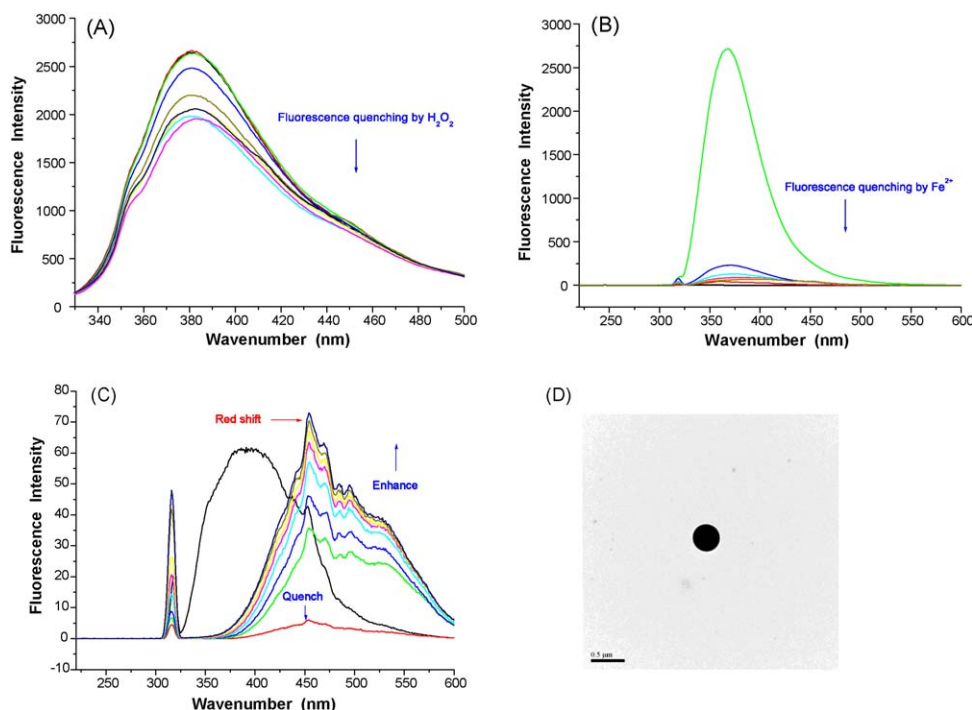 (A)
3000
2500
2000
1500
1000
500
0
Fluorescence Intensity
Fluorescence quenching by H₂O₂
340 360 380 400 420 440 460 480 500
Wavenumber (nm)
(B)
3000
2500
2000
1500
1000
500
0
Fluorescence Intensity
Fluorescence quenching by Fe²⁺
250 300 350 400 450 500 550 600
Wavenumber (nm)
(C)
80
70
60
50
40
30
20
10
0
-10
Fluorescence Intensity
Red shift
Enhance
Quench
250 300 350 400 450 500 550 600
Wavenumber (nm)
(D)
0.5 μm